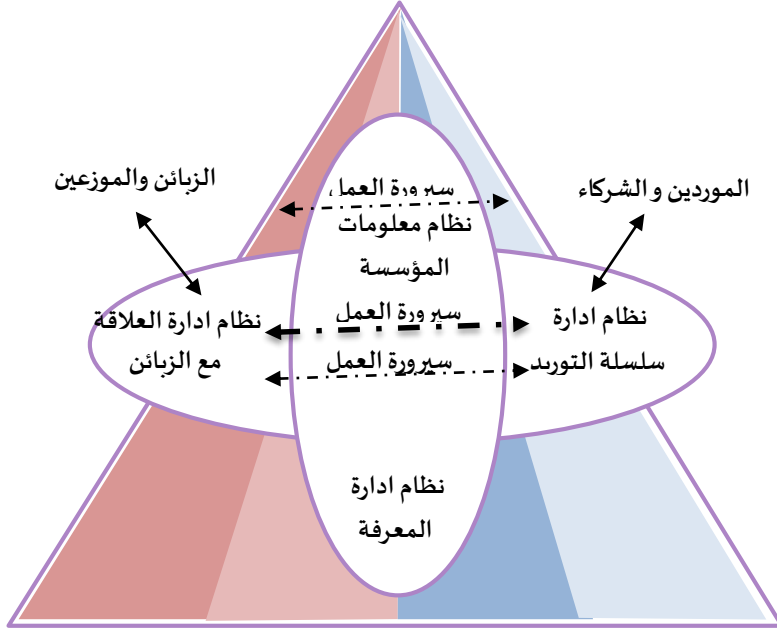 سيرورة العمل
الزبائن والموزعين
الموردين و الشركاء
نظام معلومات
المؤسسة
سيرورة العمل
نظام ادارة العلاقة
مع الزبائن
نظام ادارة
سلسلة التوريد
سيرورة العمل
نظام ادارة
المعرفة